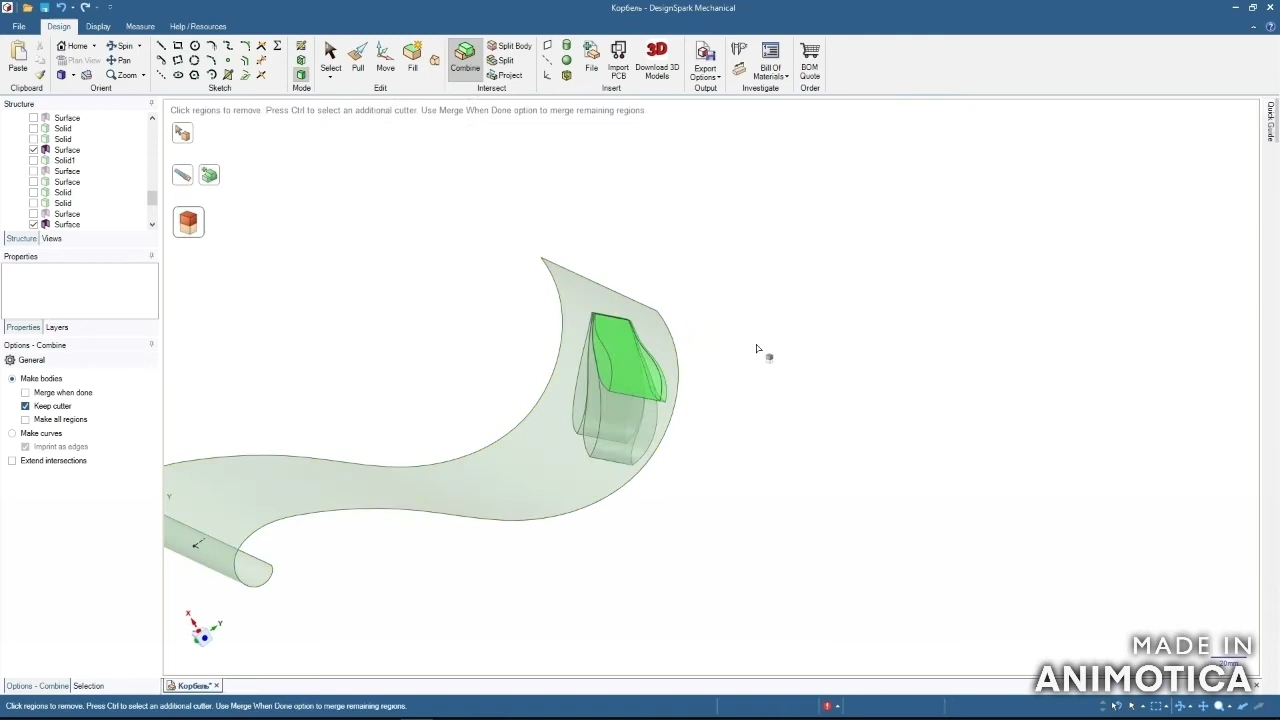 Корбель - DesignSpark Mechanical
File Design Display Measure Help / Resources
Paste
Home Spin
Plan View Pan
Zoom
Select Pull Move Fill
Combine
Split Body
Split
Project
File Import PCB Download 3D Models
Export Options
Bill Of Materials
BOM Quote
Clipboard Orient Sketch Mode Edit Intersect Insert Output Investigate Order
Structure
Surface
Solid
Solid
Surface
Solid1
Surface
Surface
Solid
Solid
Surface
Surface
Structure Views
Properties
Properties Layers
Options - Combine
General
Make bodies
Merge when done
Keep cutter
Make all regions
Make curves
Imprint as edges
Extend intersections
Click regions to remove. Press Ctrl to select an additional cutter. Use Merge When Done option to merge remaining regions.
Quick Guide
Y
X
Y
20mm
MADE IN
ANIMOTICA
Options - Combine Selection
Корбель*
Click regions to remove. Press Ctrl to select an additional cutter. Use Merge When Done option to merge remaining regions.